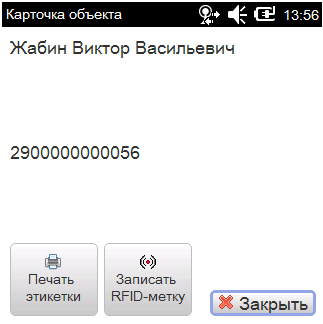 Карточка объекта 13:56
Жабин Виктор Васильевич
2900000000056
Печать этикетки
Записать RFID-метку
Закрыть